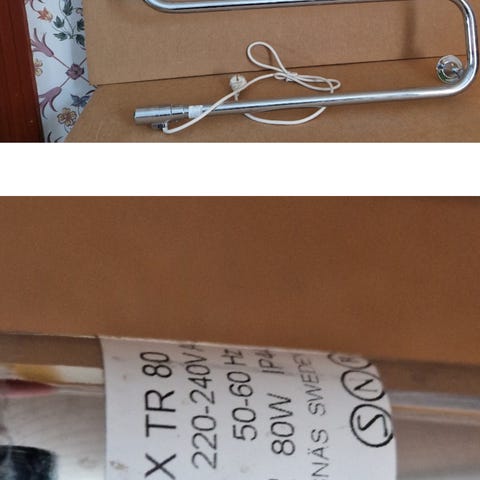 X TR 80
220-240V
50-60 Hz
80W IP4
NÄS SWEDE
S N